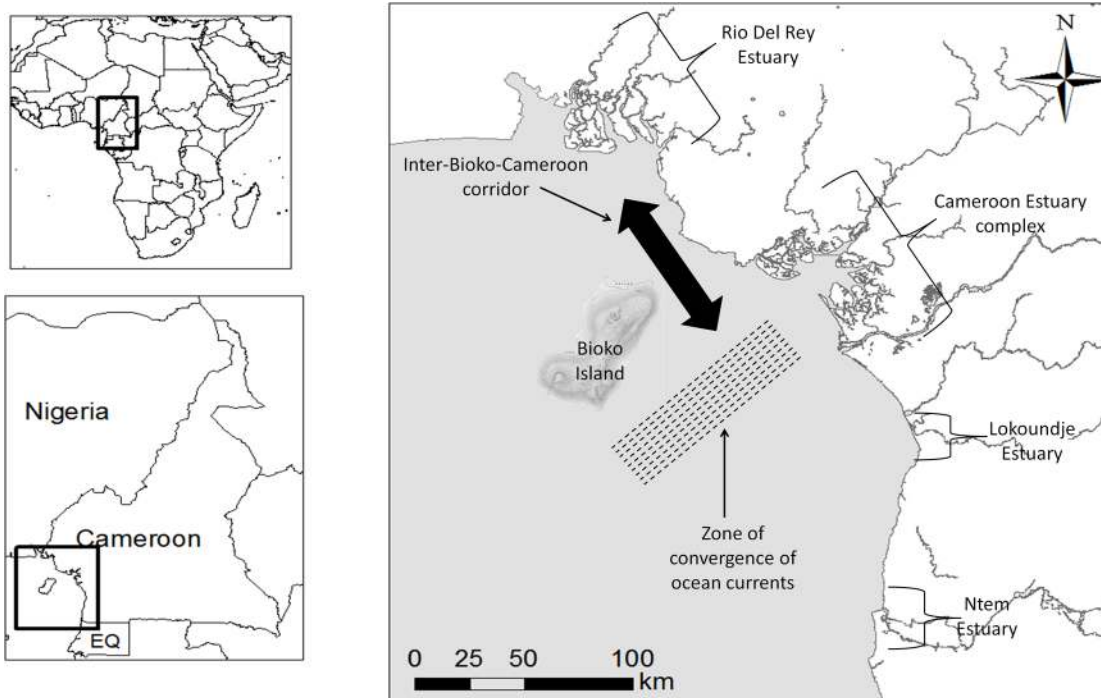 Nigeria
Cameroon
EQ
N
Rio Del Rey
Estuary
Inter-Bioko-Cameroon
corridor
Cameroon Estuary
complex
Bioko
Island
Lokoundje
Estuary
Zone of
convergence of
ocean currents
Ntem
Estuary
0 25 50 100
km